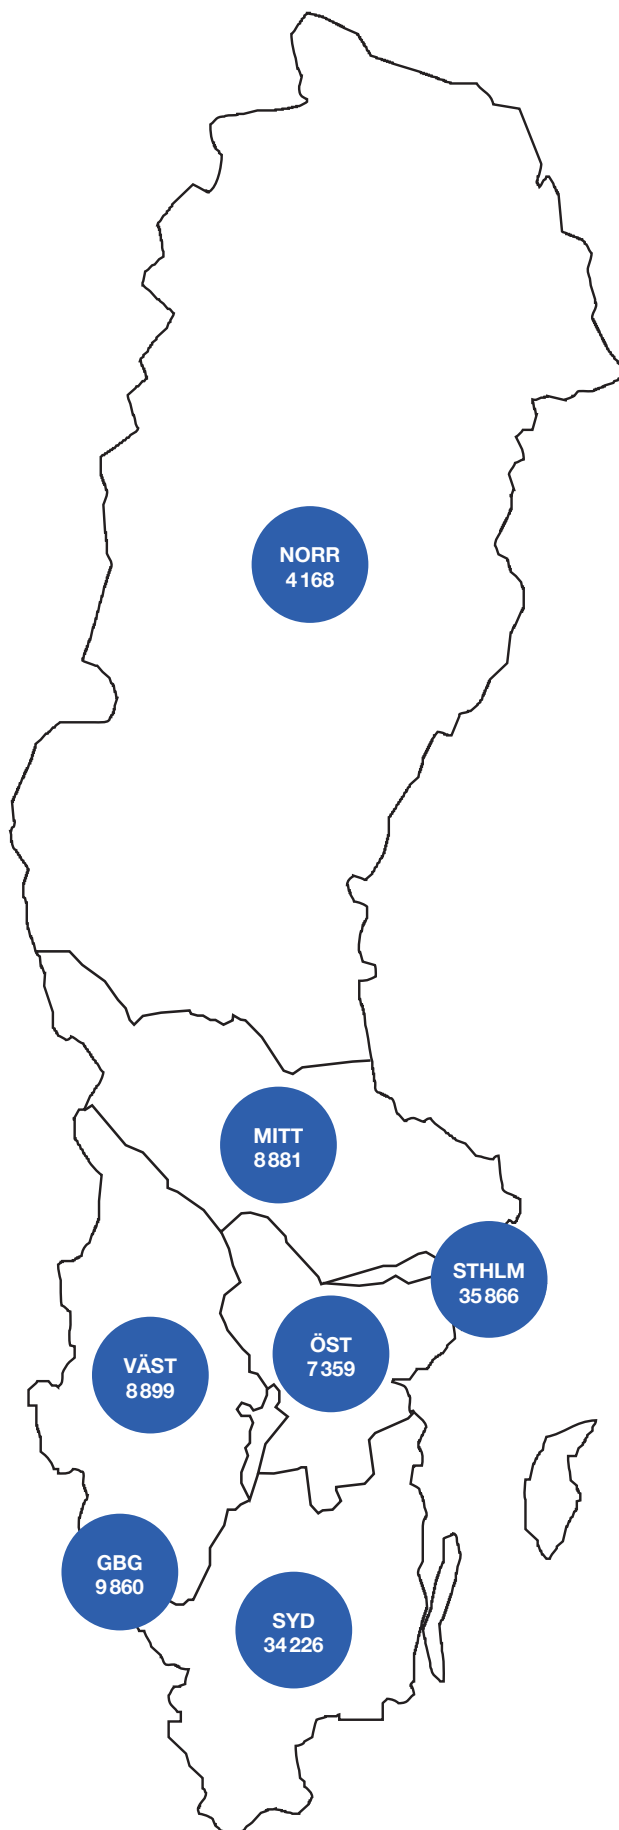 NORR
4 168
MITT
8 881
STHLM
35 866
ÖST
7 359
VÄST
8 899
GBG
9 860
SYD
34 226